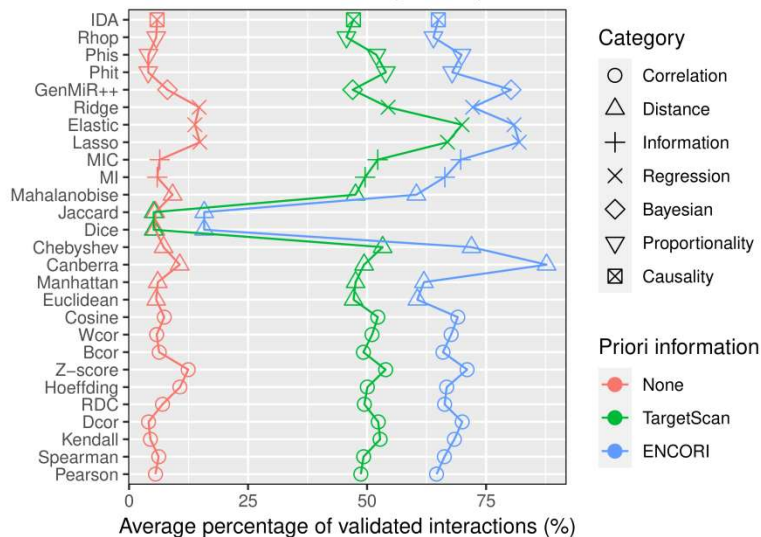 IDA
Rhop
Phis
Phit
GenMiR++
Ridge
Elastic
Lasso
MIC
MI
Mahalanobise
Jaccard
Dice
Chebyshev
Canberra
Manhattan
Euclidean
Cosine
Wcor
Bcor
Z-score
Hoeffding
RDC
Dcor
Kendall
Spearman
Pearson
0 25 50 75
Average percentage of validated interactions (%)
Category
Correlation
Distance
Information
Regression
Bayesian
Proportionality
Causality
Priori information
None
TargetScan
ENCORI